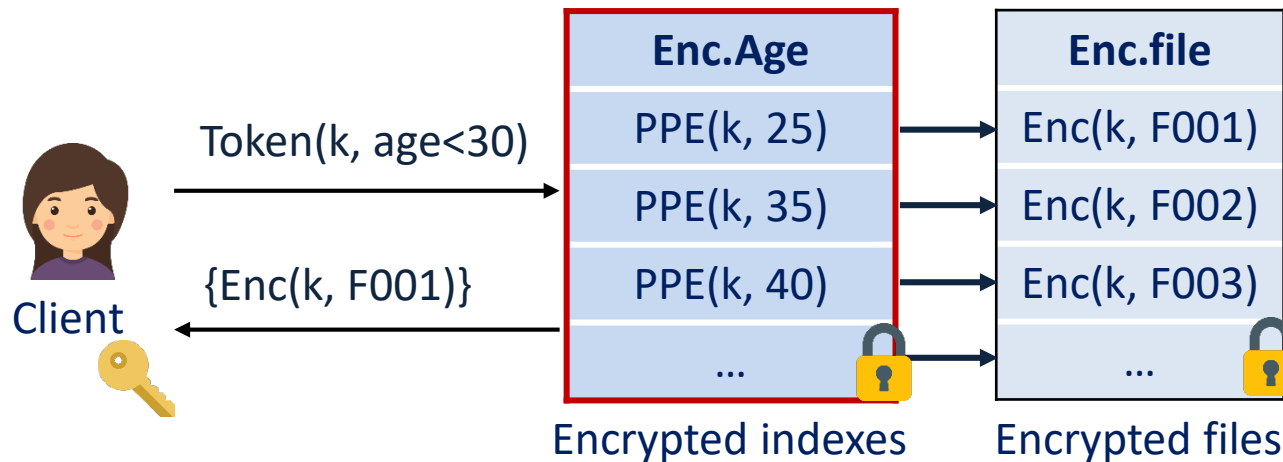 Token(k, age<30)
{Enc(k, F001)}
Client
Enc.Age
PPE(k, 25)
PPE(k, 35)
PPE(k, 40)
...
Encrypted indexes
Enc.file
Enc(k, F001)
Enc(k, F002)
Enc(k, F003)
...
Encrypted files